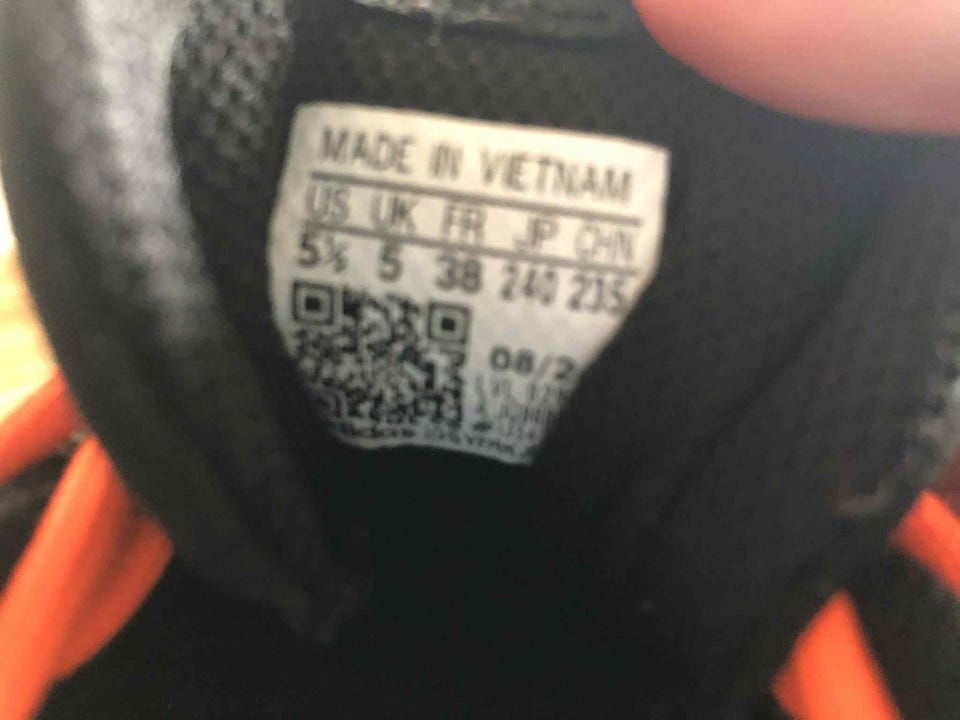 MADE IN VIETNAM
US UK FR JP CHN
5½ 5 38 240 235
08/2